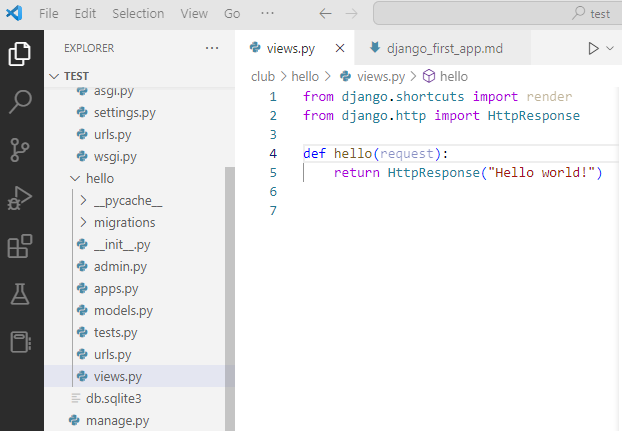 File Edit Selection View Go ··· test
EXPLORER ···
TEST
asgi.py
settings.py
urls.py
wsgi.py
hello
__pycache__
migrations
__init__.py
admin.py
apps.py
models.py
tests.py
urls.py
views.py
db.sqlite3
manage.py
views.py django_first_app.md
club > hello > views.py > hello
1 from django.shortcuts import render
2 from django.http import HttpResponse
3
4 def hello(request):
5 return HttpResponse("Hello world!")
6
7